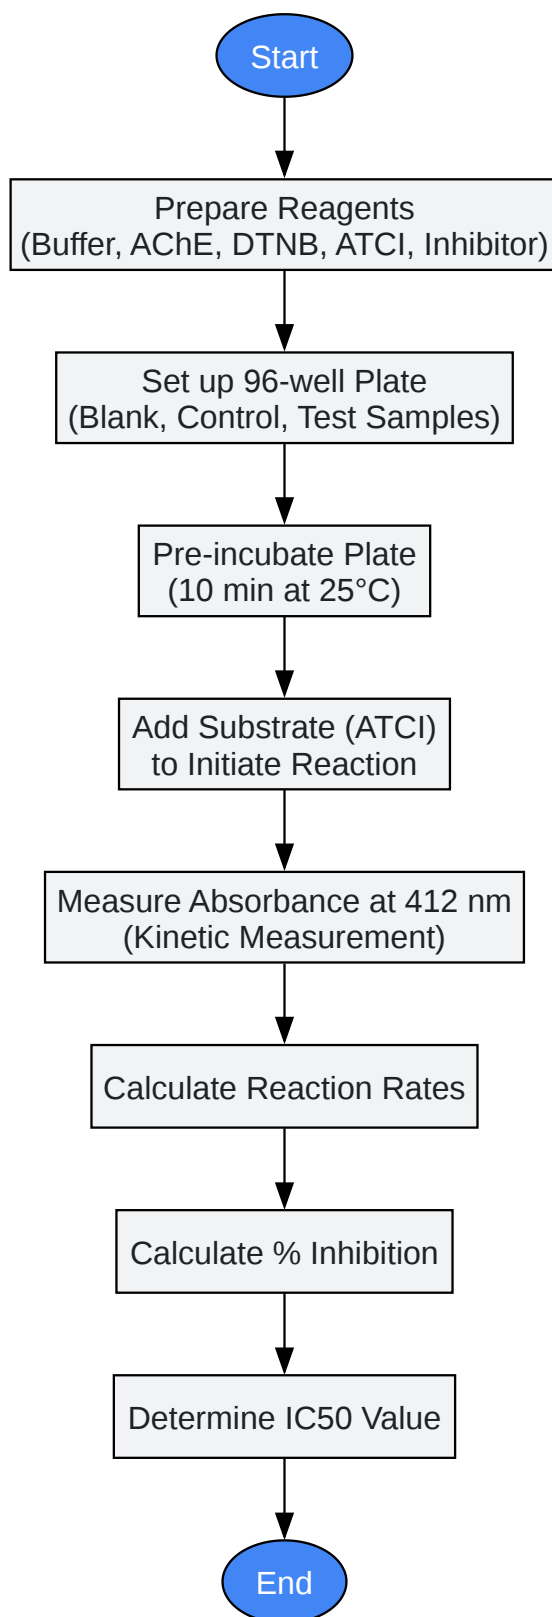 Start
Prepare Reagents
(Buffer, AChE, DTNB, ATCI, Inhibitor)
Set up 96-well Plate
(Blank, Control, Test Samples)
Pre-incubate Plate
(10 min at 25°C)
Add Substrate (ATCI)
to Initiate Reaction
Measure Absorbance at 412 nm
(Kinetic Measurement)
Calculate Reaction Rates
Calculate % Inhibition
Determine IC50 Value
End